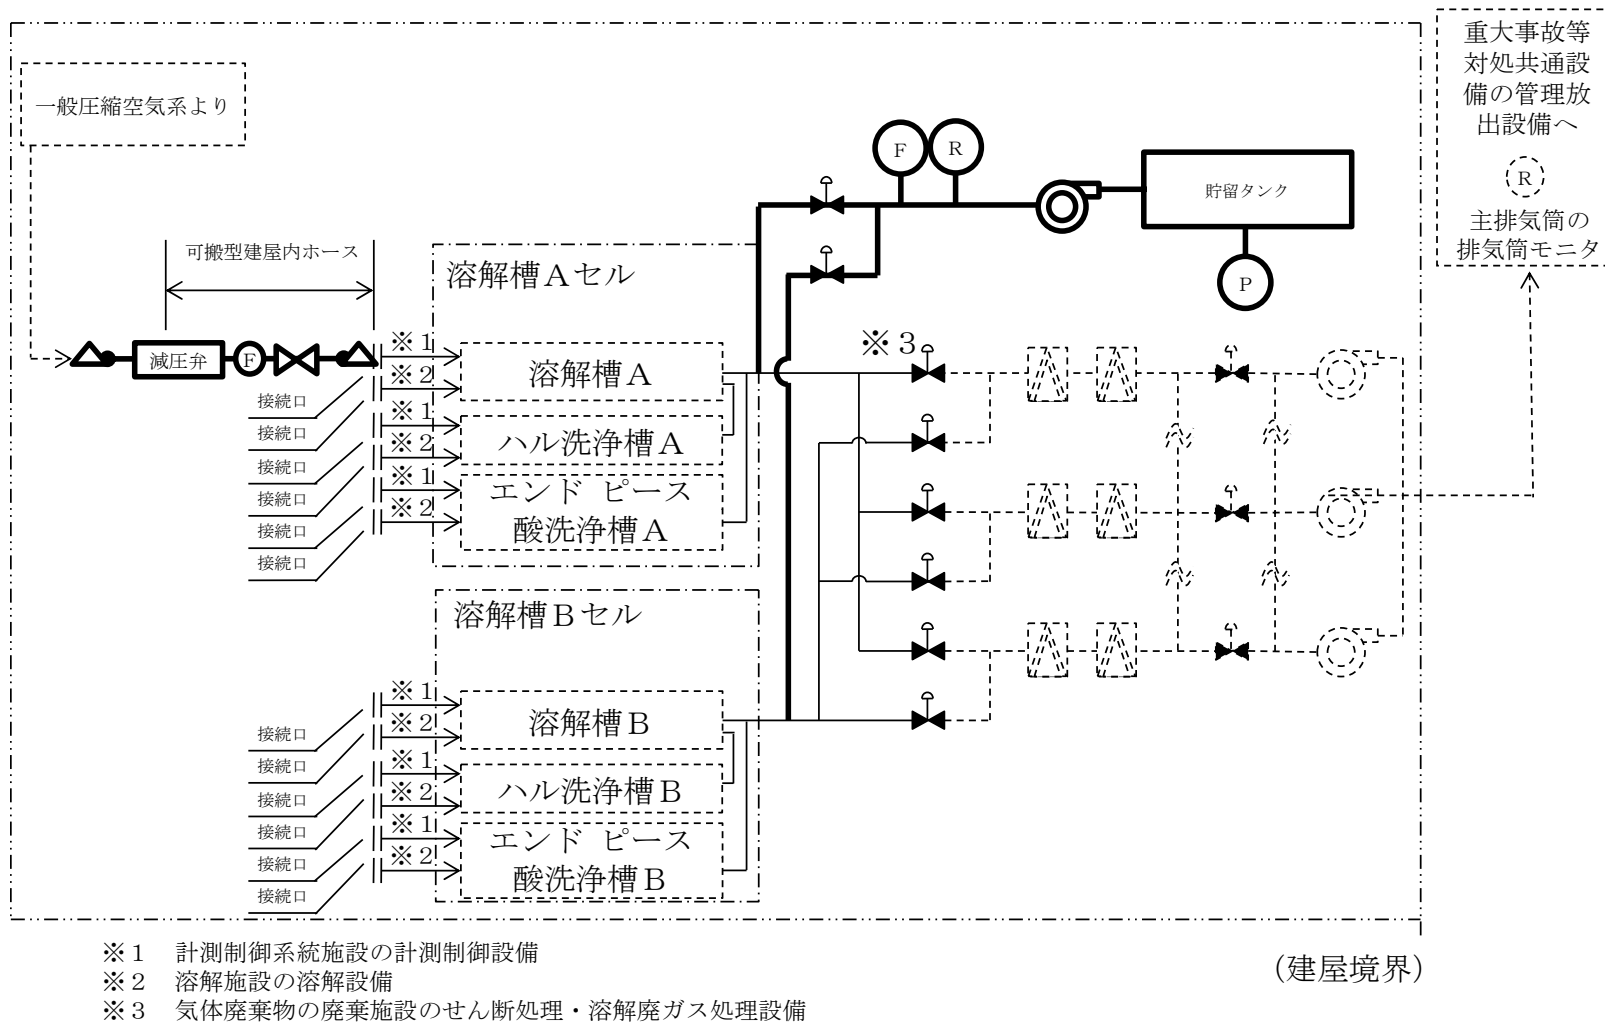 重大事故等
対処共通設
備の管理放
出設備へ
R
主排気筒の
排気筒モニタ
一般圧縮空気系より
F
R
貯留タンク
P
可搬型建屋内ホース
減圧弁
F
溶解槽Aセル
※1
※2
※1
※2
※1
※2
接続口
接続口
接続口
接続口
接続口
接続口
溶解槽A
ハル洗浄槽A
エンド ピース
酸洗浄槽A
※3
溶解槽Bセル
※1
※2
※1
※2
※1
※2
接続口
接続口
接続口
接続口
接続口
接続口
溶解槽B
ハル洗浄槽B
エンド ピース
酸洗浄槽B
(建屋境界)
※1 計測制御系統施設の計測制御設備
※2 溶解施設の溶解設備
※3 気体廃棄物の廃棄施設のせん断処理・溶解廃ガス処理設備